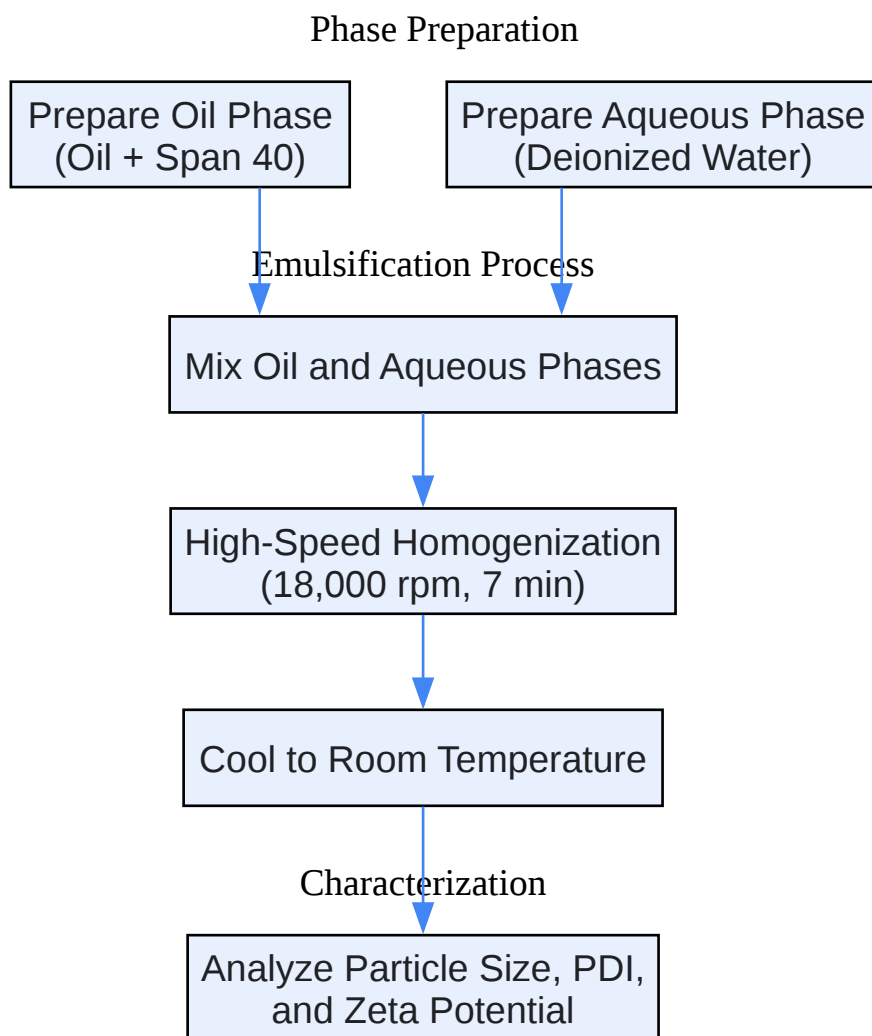 Phase Preparation
Prepare Oil Phase
(Oil + Span 40)
Prepare Aqueous Phase
(Deionized Water)
Emulsification Process
Mix Oil and Aqueous Phases
High-Speed Homogenization
(18,000 rpm, 7 min)
Cool to Room Temperature
Characterization
Analyze Particle Size, PDI,
and Zeta Potential